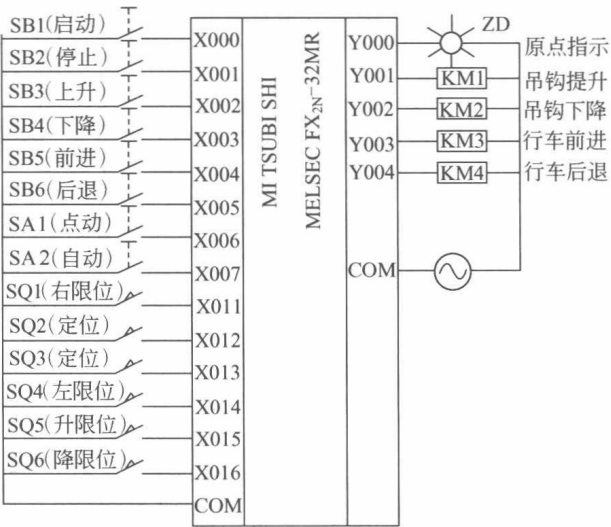 SB1(启动)
X000
SB2(停止)
X001
SB3(上升)
X002
SB4(下降)
X003
SB5(前进)
X004
SB6(后退)
X005
SA1(点动)
X006
SA2(自动)
X007
SQ1(右限位)
X011
SQ2(定位)
X012
SQ3(定位)
X013
SQ4(左限位)
X014
SQ5(升限位)
X015
SQ6(降限位)
X016
COM
MI TSUBI SHI
MELSEC FX2N-32MR
Y000 ZD 原点指示
Y001 KM1 吊钩提升
Y002 KM2 吊钩下降
Y003 KM3 行车前进
Y004 KM4 行车后退
COM